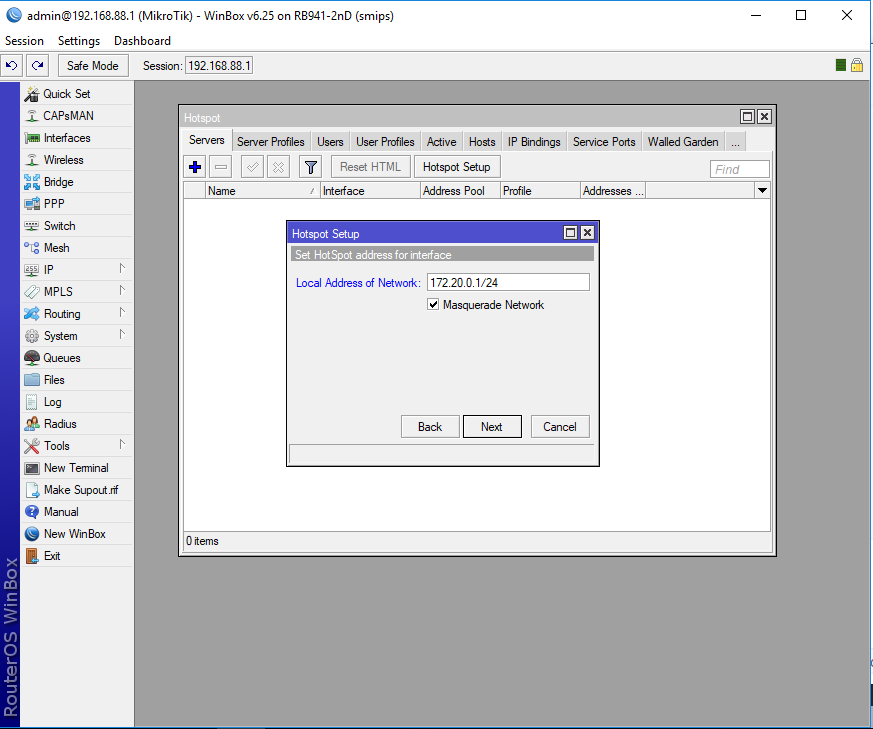 admin@192.168.88.1 (MikroTik) - WinBox v6.25 on RB941-2nD (smips)
Session Settings Dashboard
Safe Mode Session: 192.168.88.1
Quick Set
CAPsMAN
Interfaces
Wireless
Bridge
PPP
Switch
Mesh
IP
MPLS
Routing
System
Queues
Files
Log
Radius
Tools
New Terminal
Make Supout.rif
Manual
New WinBox
Exit
RouterOS WinBox
Hotspot
Servers Server Profiles Users User Profiles Active Hosts IP Bindings Service Ports Walled Garden ...
Reset HTML Hotspot Setup Find
Name Interface Address Pool Profile Addresses ...
Hotspot Setup
Set HotSpot address for interface
Local Address of Network: 172.20.0.1/24
Masquerade Network
Back Next Cancel
0 items